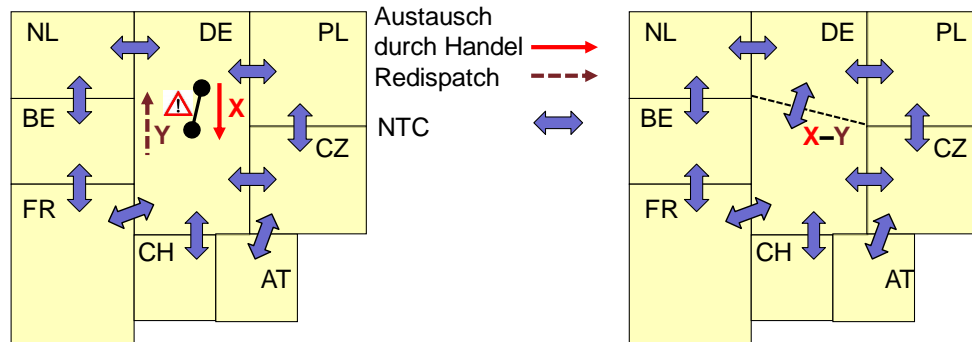 NL
DE
PL
BE
!
X
Y
CZ
FR
CH
AT
Austausch
durch Handel
Redispatch
NTC
NL
DE
PL
BE
X–Y
CZ
FR
CH
AT